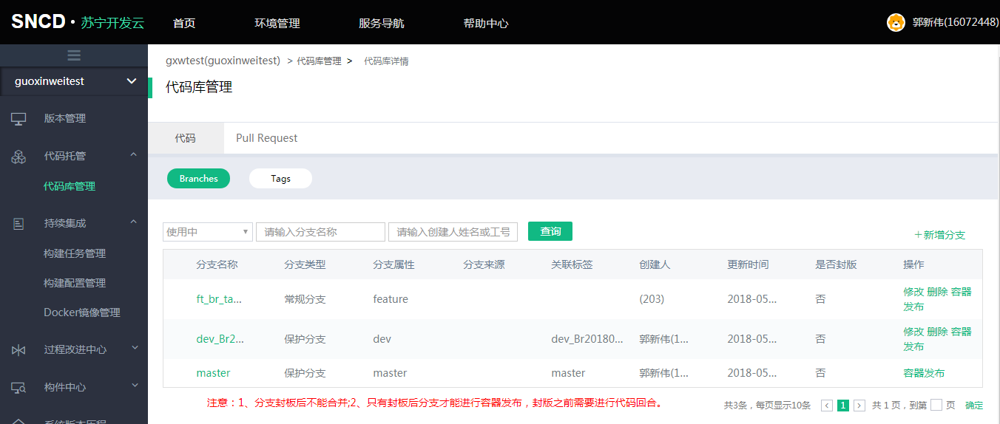 SNCD · 苏宁开发云 首页 环境管理 服务导航 帮助中心 郭新伟(16072448)
guoxinweitest
版本管理
代码托管
代码库管理
持续集成
构建任务管理
构建配置管理
Docker镜像管理
过程改进中心
构件中心
系统版本历程
gxwtest(guoxinweitest) > 代码库管理 > 代码库详情
代码库管理
代码 Pull Request
Branches Tags
使用中 请输入分支名称 请输入创建人姓名或工号 查询 +新增分支
分支名称 分支类型 分支属性 分支来源 关联标签 创建人 更新时间 是否封版 操作
ft_br_ta... 常规分支 feature (203) 2018-05... 否 修改 删除 容器
发布
dev_Br2... 保护分支 dev dev_Br20180... 郭新伟(1... 2018-05... 否 修改 删除 容器
发布
master 保护分支 master master 郭新伟(1... 2018-05... 否 容器发布
注意：1、分支封板后不能合并;2、只有封板后分支才能进行容器发布，封版之前需要进行代码回合。
共3条，每页显示10条 < 1 > 共 1 页，到第 页 确定